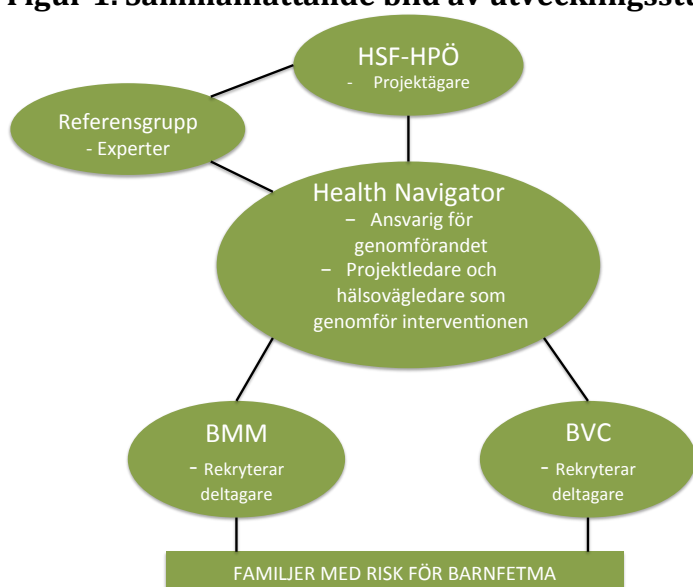 HSF-HPÖ
- Projektägare
Referensgrupp
- Experter
Health Navigator
– Ansvarig för
genomförandet
– Projektledare och
hälsovägledare som
genomför interventionen
BMM
- Rekryterar
deltagare
BVC
- Rekryterar
deltagare
FAMILJER MED RISK FÖR BARNFETMA